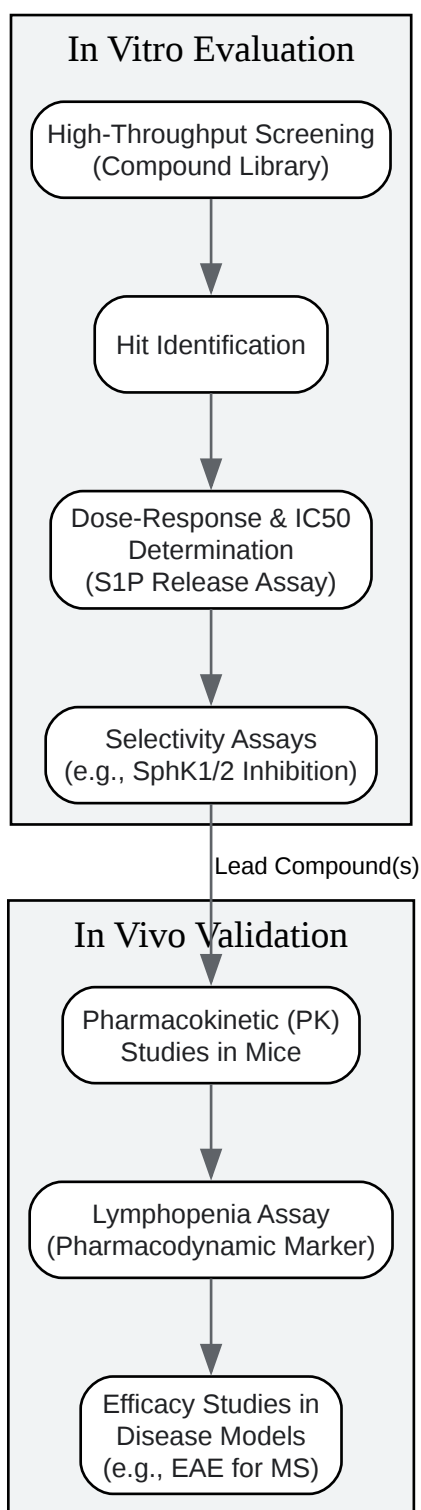 In Vitro Evaluation
High-Throughput Screening
(Compound Library)
Hit Identification
Dose-Response & IC50
Determination
(S1P Release Assay)
Selectivity Assays
(e.g., SphK1/2 Inhibition)
Lead Compound(s)
In Vivo Validation
Pharmacokinetic (PK)
Studies in Mice
Lymphopenia Assay
(Pharmacodynamic Marker)
Efficacy Studies in
Disease Models
(e.g., EAE for MS)